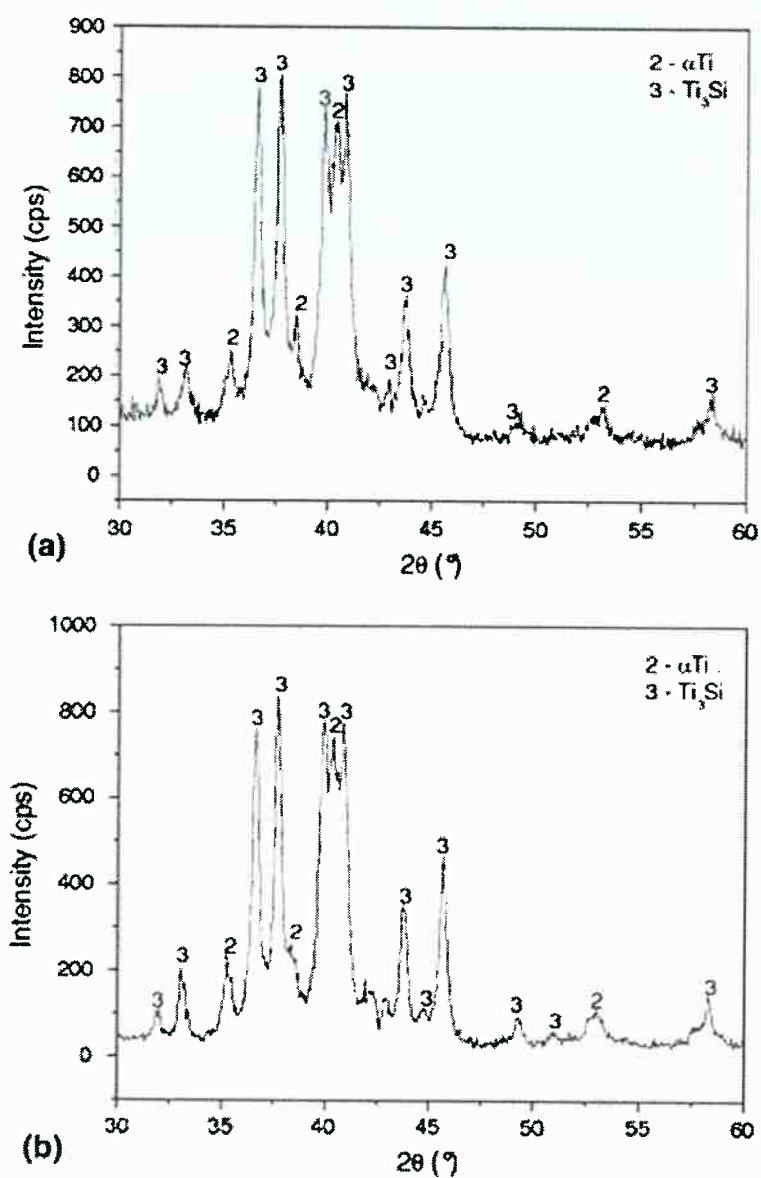 900
800
700
600
500
400
300
200
100
0
Intensity (cps)
2 - αTi
3 - Ti₃Si
3 3 2 3 3 2 3 2 3 3 3 3 3 2 3
30 35 40 45 50 55 60
2θ (°)
(a)
1000
800
600
400
200
0
Intensity (cps)
2 - αTi
3 - Ti₃Si
3 3 2 3 3 2 3 2 3 3 3 3 3 3 2 3
30 35 40 45 50 55 60
2θ (°)
(b)